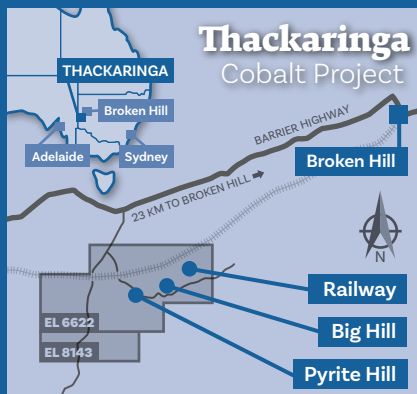 Thackaringa
Cobalt Project
THACKARINGA
Broken Hill
Adelaide
Sydney
BARRIER HIGHWAY
Broken Hill
23 KM TO BROKEN HILL
N
Railway
EL 6622
Big Hill
EL 8143
Pyrite Hill